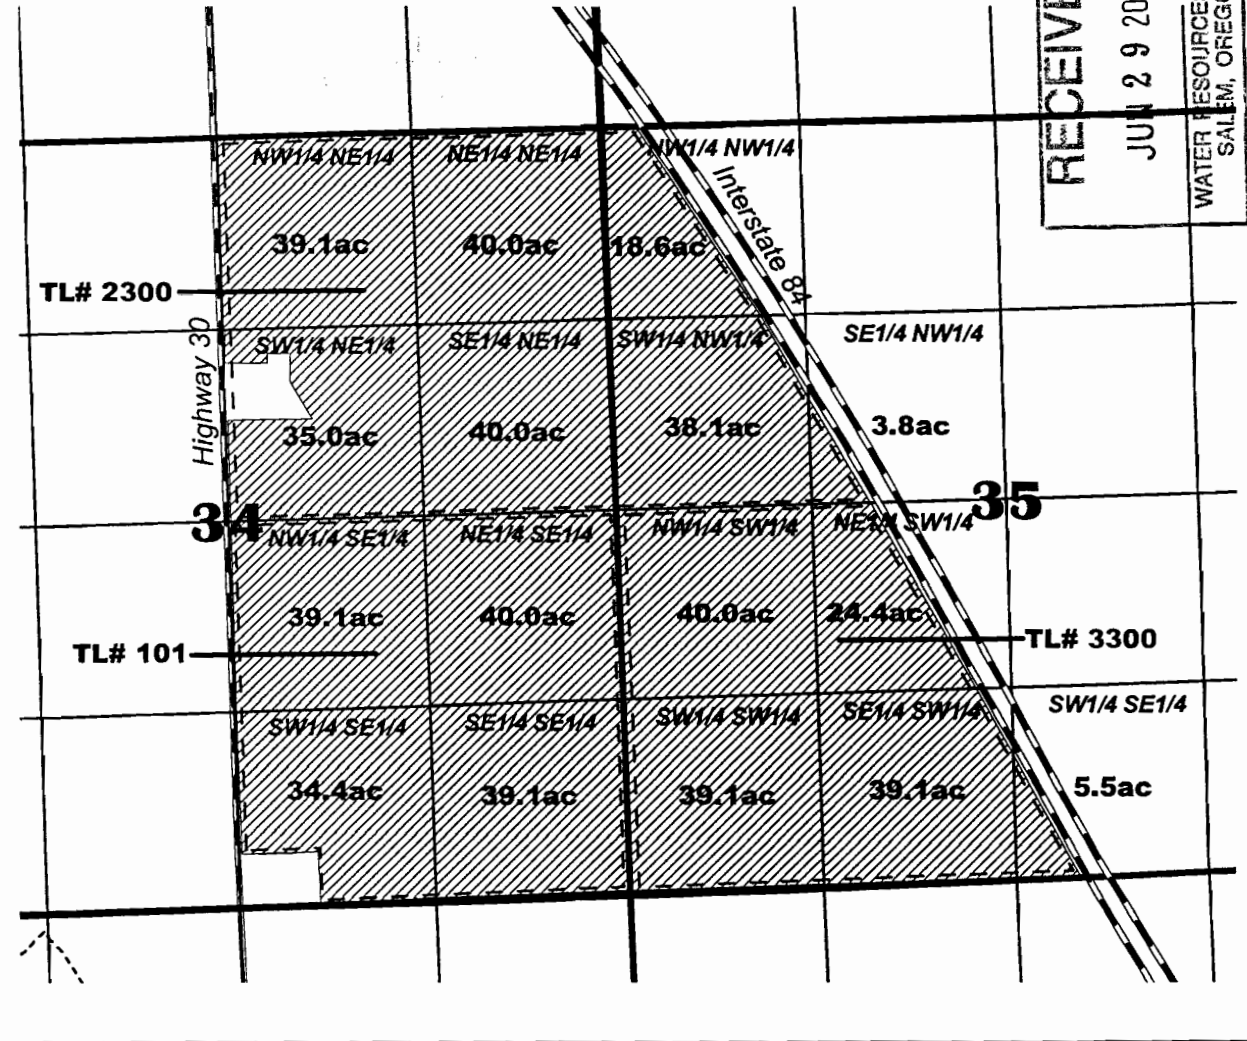 RECEIV
JUN 2 9 20
WATER RESOURCE
SALEM, OREG
NW1/4 NE1/4
NE1/4 NE1/4
NW1/4 NW1/4
39.1ac
40.0ac
18.6ac
Interstate 84
TL# 2300
Highway 30
SW1/4 NE1/4
SE1/4 NE1/4
SW1/4 NW1/4
SE1/4 NW1/4
35.0ac
40.0ac
38.1ac
3.8ac
34
35
NW1/4 SE1/4
NE1/4 SE1/4
NW1/4 SW1/4
NE1/4 SW1/4
39.1ac
40.0ac
40.0ac
24.4ac
TL# 101
TL# 3300
SW1/4 SE1/4
SE1/4 SE1/4
SW1/4 SW1/4
SE1/4 SW1/4
SW1/4 SE1/4
34.4ac
39.1ac
39.1ac
39.1ac
5.5ac